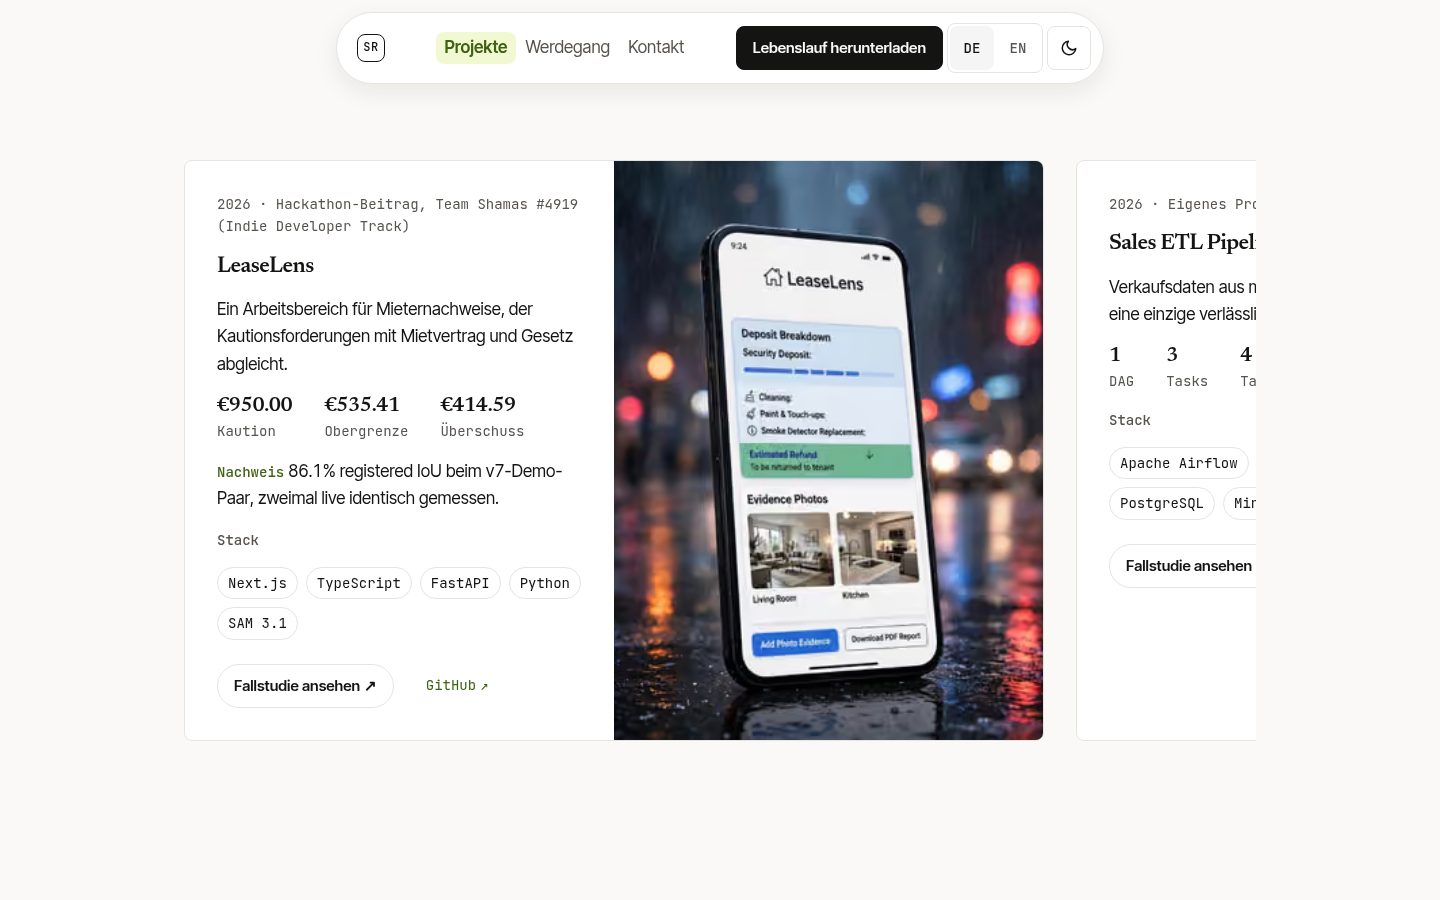 SR
Projekte
Werdegang
Kontakt
Lebenslauf herunterladen
DE
EN
2026 · Hackathon-Beitrag, Team Shamas #4919
(Indie Developer Track)
LeaseLens
Ein Arbeitsbereich für Mieternachweise, der
Kautionsforderungen mit Mietvertrag und Gesetz
abgleicht.
€950.00
€535.41
€414.59
Kaution
Obergrenze
Überschuss
Nachweis 86.1 % registered IoU beim v7-Demo-
Paar, zweimal live identisch gemessen.
Stack
Next.js
TypeScript
FastAPI
Python
SAM 3.1
Fallstudie ansehen ↗
GitHub ↗
9:24
LeaseLens
Deposit Breakdown
Security Deposit:
Cleaning:
Paint & Touch-ups:
Smoke Detector Replacement:
Estimated Refund:
To be returned to tenant
Evidence Photos
Living Room
Kitchen
Add Photo Evidence
Download PDF Report
2026 · Eigenes
Sales ETL
Verkaufsdaten aus
eine einzige
1
3
4
DAG
Tasks
Stack
Apache Airflow
PostgreSQL
Fallstudie ansehen